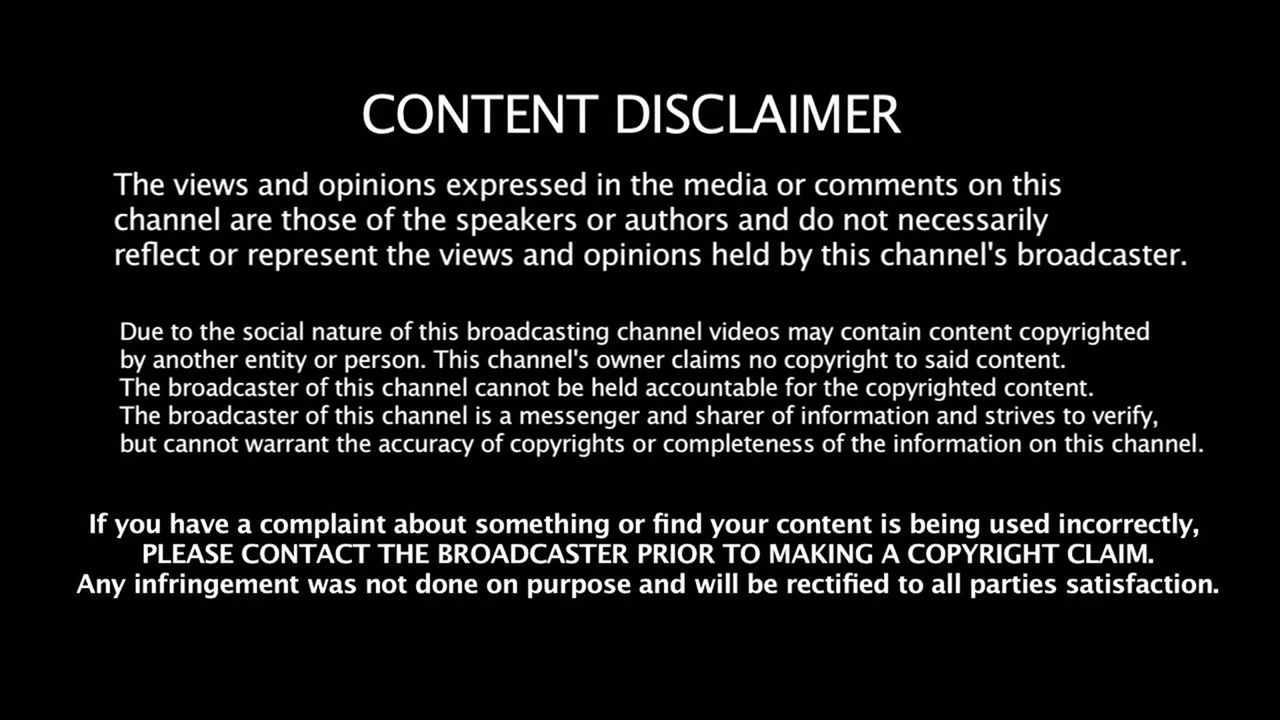 CONTENT DISCLAIMER
The views and opinions expressed in the media or comments on this
channel are those of the speakers or authors and do not necessarily
reflect or represent the views and opinions held by this channel's broadcaster.
Due to the social nature of this broadcasting channel videos may contain content copyrighted
by another entity or person. This channel's owner claims no copyright to said content.
The broadcaster of this channel cannot be held accountable for the copyrighted content.
The broadcaster of this channel is a messenger and sharer of information and strives to verify,
but cannot warrant the accuracy of copyrights or completeness of the information on this channel.
If you have a complaint about something or find your content is being used incorrectly,
PLEASE CONTACT THE BROADCASTER PRIOR TO MAKING A COPYRIGHT CLAIM.
Any infringement was not done on purpose and will be rectified to all parties satisfaction.